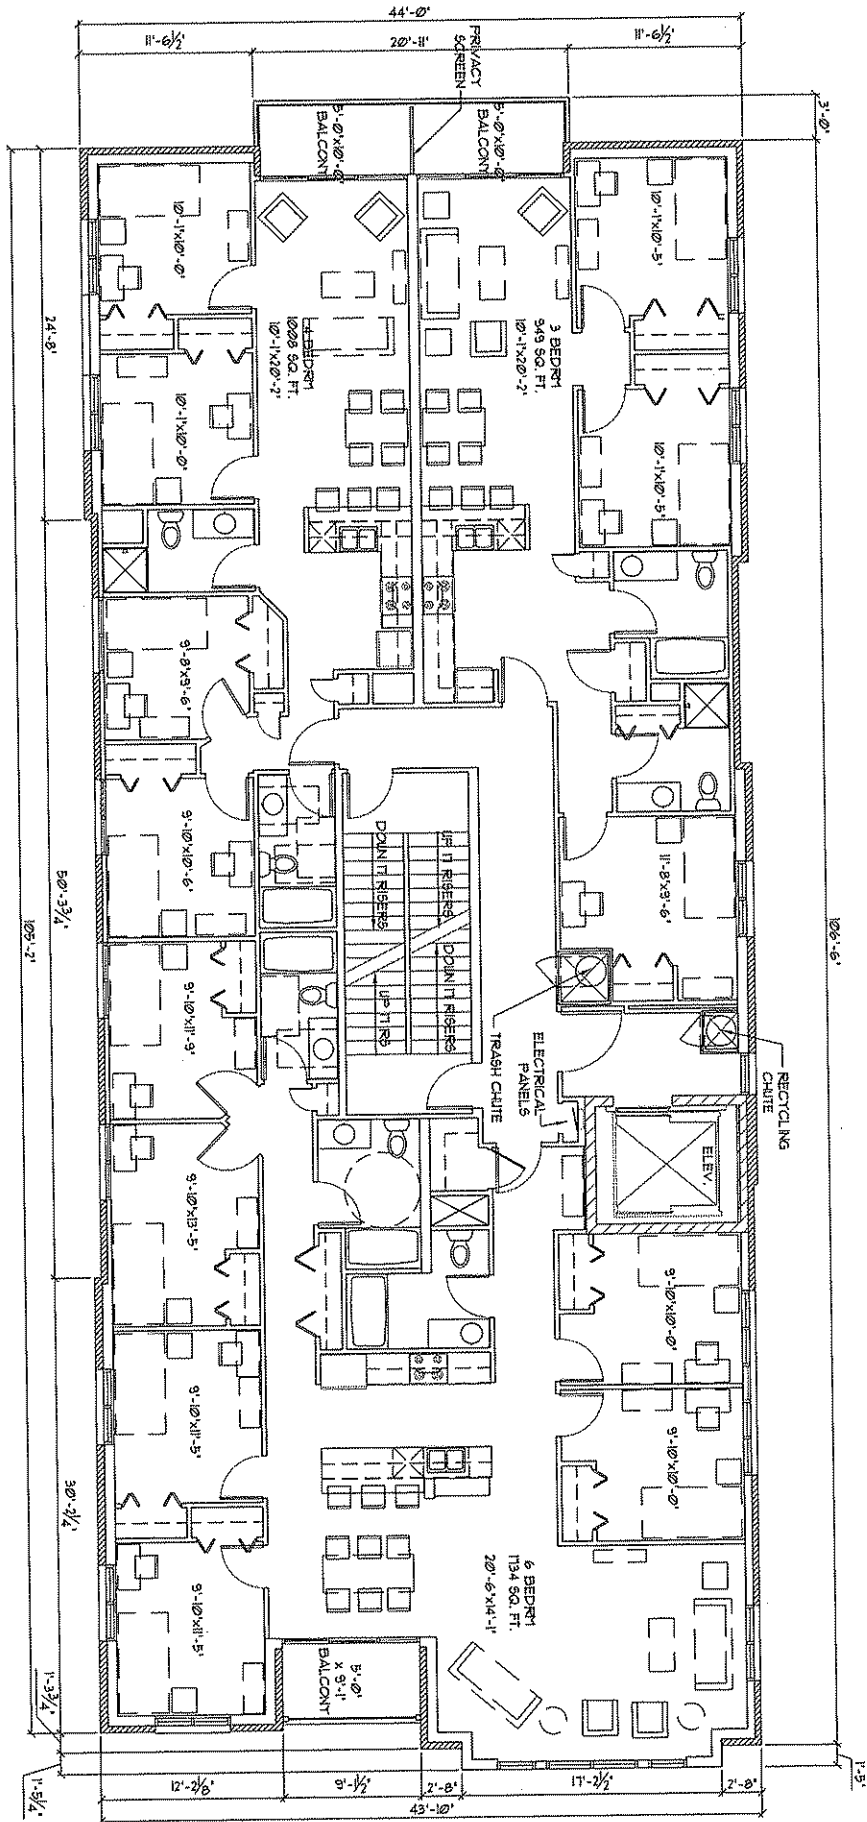 44'-0"
11'-6½"
20'-11"
11'-6½"
3'-0"
PRIVACY
SCREEN
5'-0"x10'-0"
BALCONY
5'-0"x10'-0"
BALCONY
10'-1"x10'-0"
10'-1"x10'-5"
24'-8"
4 BEDRM
1008 SQ. FT.
10'-1"x20'-2"
3 BEDRM
949 SQ. FT.
10'-1"x20'-2"
10'-1"x10'-0"
10'-1"x10'-5"
9'-8"x9'-6"
9'-10"x10'-6"
11'-8"x9'-6"
DOWN 17 RISERS
UP 17 RISERS
DOWN 17 RISERS
UP 17 RS
50'-3¾"
105'-2"
106'-6"
9'-10"x11'-9"
TRASH CHUTE
ELECTRICAL
PANELS
RECYCLING
CHUTE
ELEV.
9'-10"x13'-5"
9'-10"x10'-0"
9'-10"x11'-5"
9'-10"x10'-0"
30'-2¼"
6 BEDRM
1734 SQ. FT.
20'-6"x14'-1"
9'-10"x11'-5"
5'-0"
x 9'-1"
BALCONY
1'-3¾"
1'-5¼"
1'-5"
12'-2⅛"
9'-1½"
2'-8"
17'-2½"
2'-8"
43'-10"